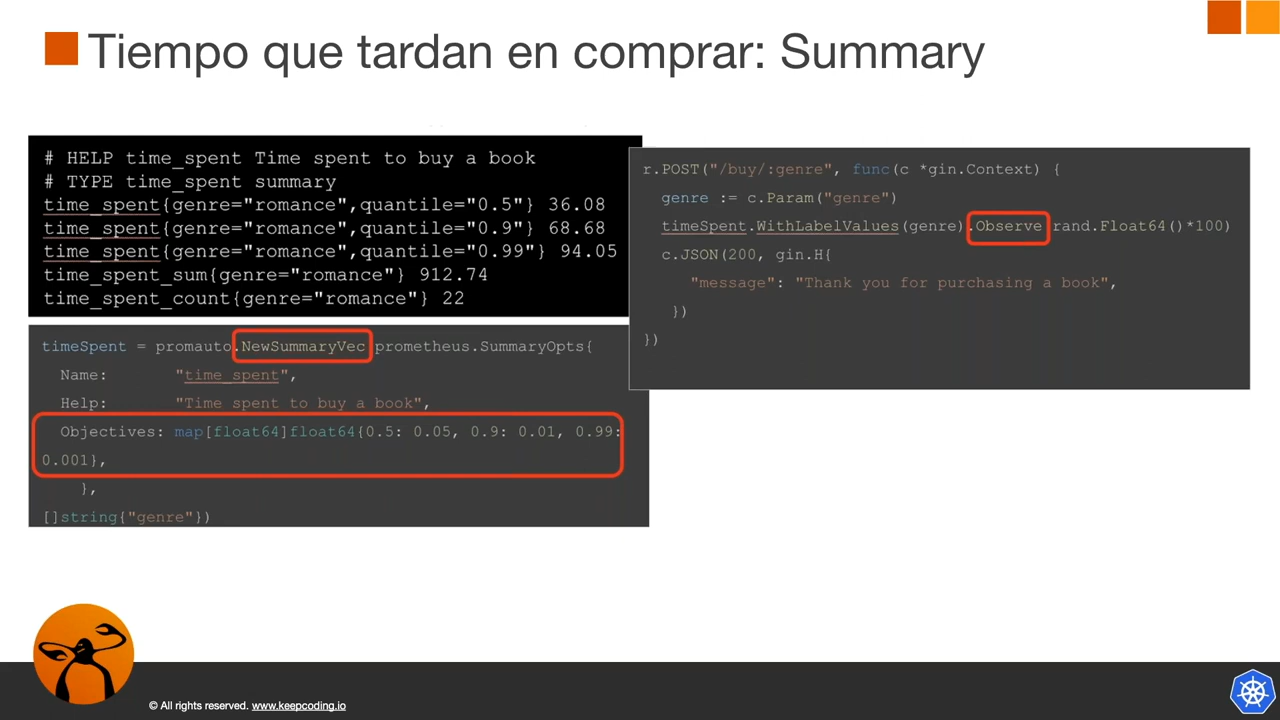 Tiempo que tardan en comprar: Summary
# HELP time_spent Time spent to buy a book
# TYPE time_spent summary
time_spent{genre="romance",quantile="0.5"} 36.08
time_spent{genre="romance",quantile="0.9"} 68.68
time_spent{genre="romance",quantile="0.99"} 94.05
time_spent_sum{genre="romance"} 912.74
time_spent_count{genre="romance"} 22
timeSpent = promauto.NewSummaryVec prometheus.SummaryOpts{
Name: "time_spent",
Help: "Time spent to buy a book",
Objectives: map[float64]float64{0.5: 0.05, 0.9: 0.01, 0.99:
0.001},
},
[]string{"genre"})
r.POST("/buy/:genre", func(c *gin.Context) {
genre := c.Param("genre")
timeSpent.WithLabelValues(genre).Observe rand.Float64()*100)
c.JSON(200, gin.H{
"message": "Thank you for purchasing a book",
})
})
© All rights reserved. www.keepcoding.io